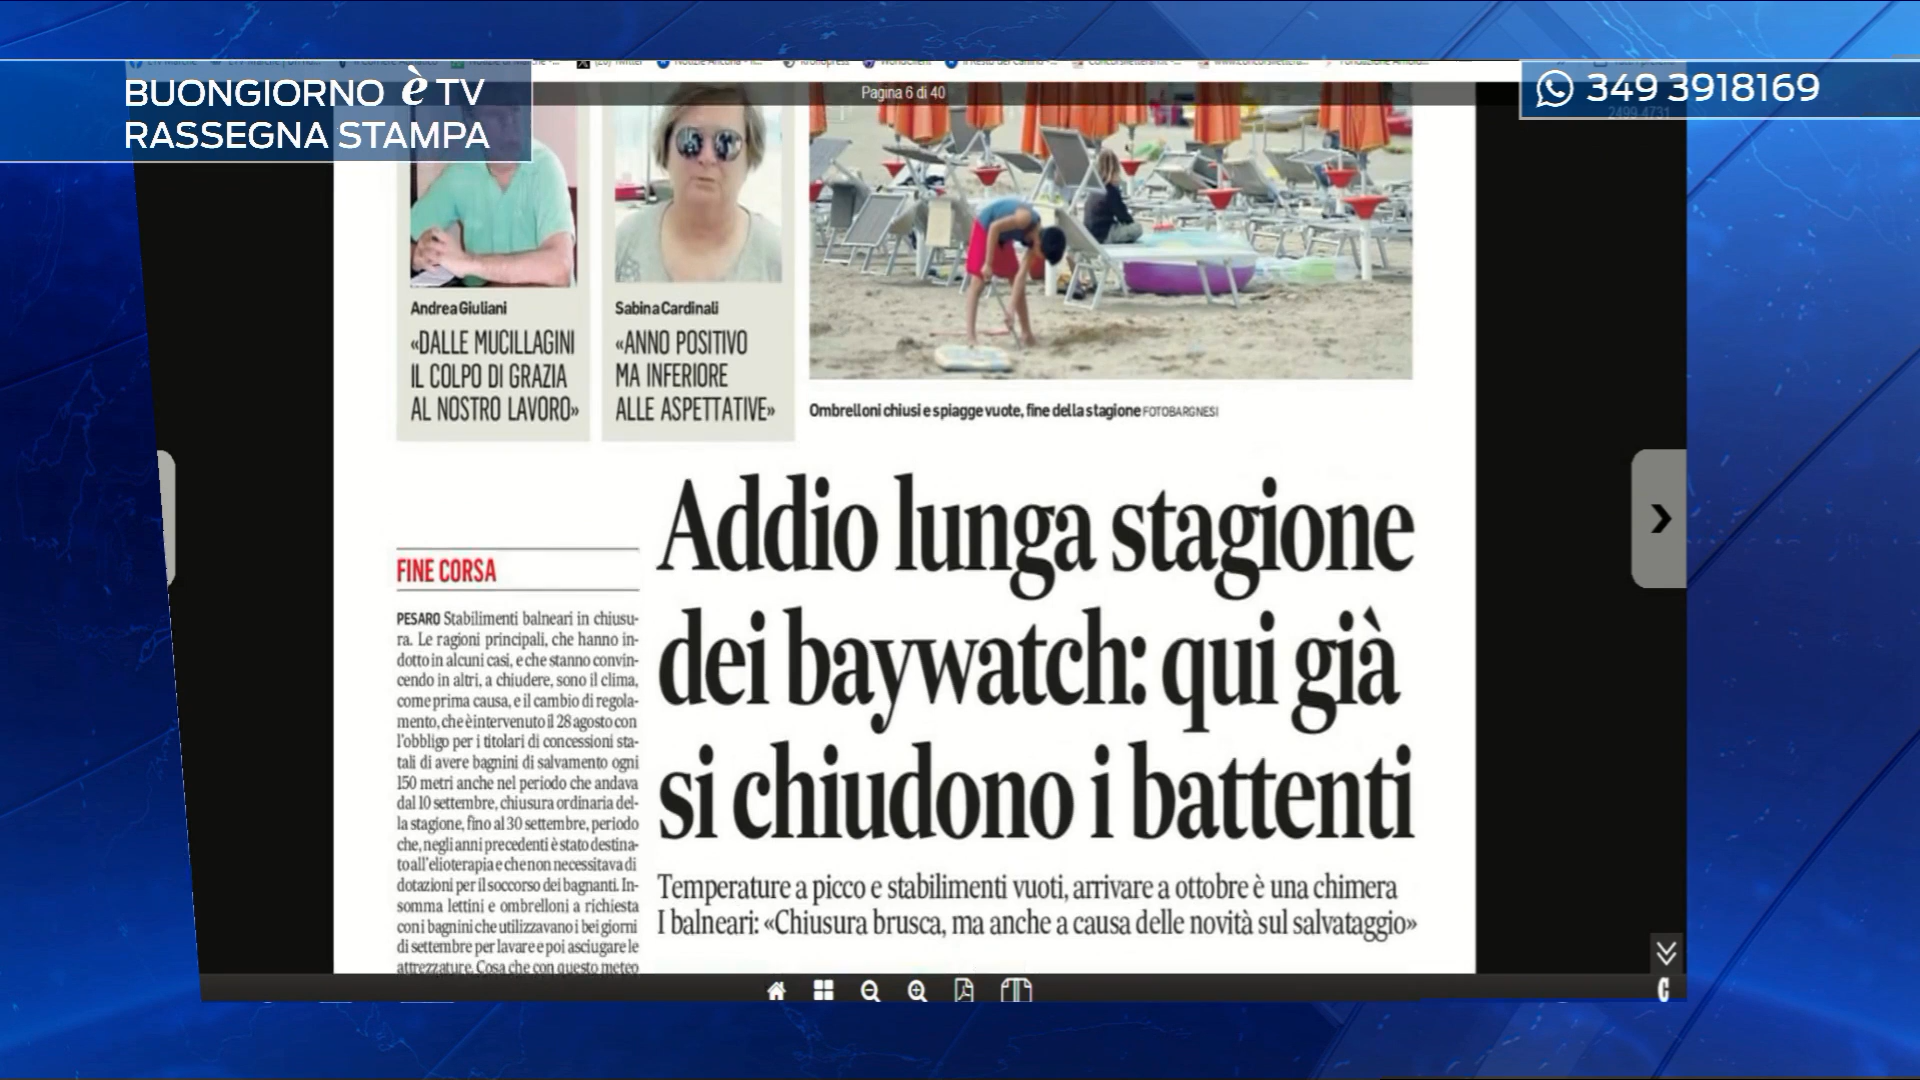 BUONGIORNO è TV
RASSEGNA STAMPA
349 3918169
Pagina 6 di 40
Andrea Giuliani
«DALLE MUCILLAGINI
IL COLPO DI GRAZIA
AL NOSTRO LAVORO»
Sabina Cardinali
«ANNO POSITIVO
MA INFERIORE
ALLE ASPETTATIVE»
Ombrelloni chiusi e spiagge vuote, fine della stagione FOTOBARGNESI
Addio lunga stagione
dei baywatch: qui già
si chiudono i battenti
Temperature a picco e stabilimenti vuoti, arrivare a ottobre è una chimera
I balneari: «Chiusura brusca, ma anche a causa delle novità sul salvataggio»
FINE CORSA
PESARO Stabilimenti balneari in chiusu-
ra. Le ragioni principali, che hanno in-
dotto in alcuni casi, e che stanno convin-
cendo in altri, a chiudere, sono il clima,
come prima causa, e il cambio di regola-
mento, che è intervenuto il 28 agosto con
l'obbligo per i titolari di concessioni sta-
tali di avere bagnini di salvamento ogni
150 metri anche nel periodo che andava
dal 10 settembre, chiusura ordinaria del-
la stagione, fino al 30 settembre, periodo
che, negli anni precedenti è stato destina-
to all'elioterapia e che non necessitava di
dotazioni per il soccorso dei bagnanti. In-
somma lettini e ombrelloni a richiesta
con i bagnini che utilizzavano i bei giorni
di settembre per lavare e poi asciugare le
attrezzature. Cosa che con questo meteo